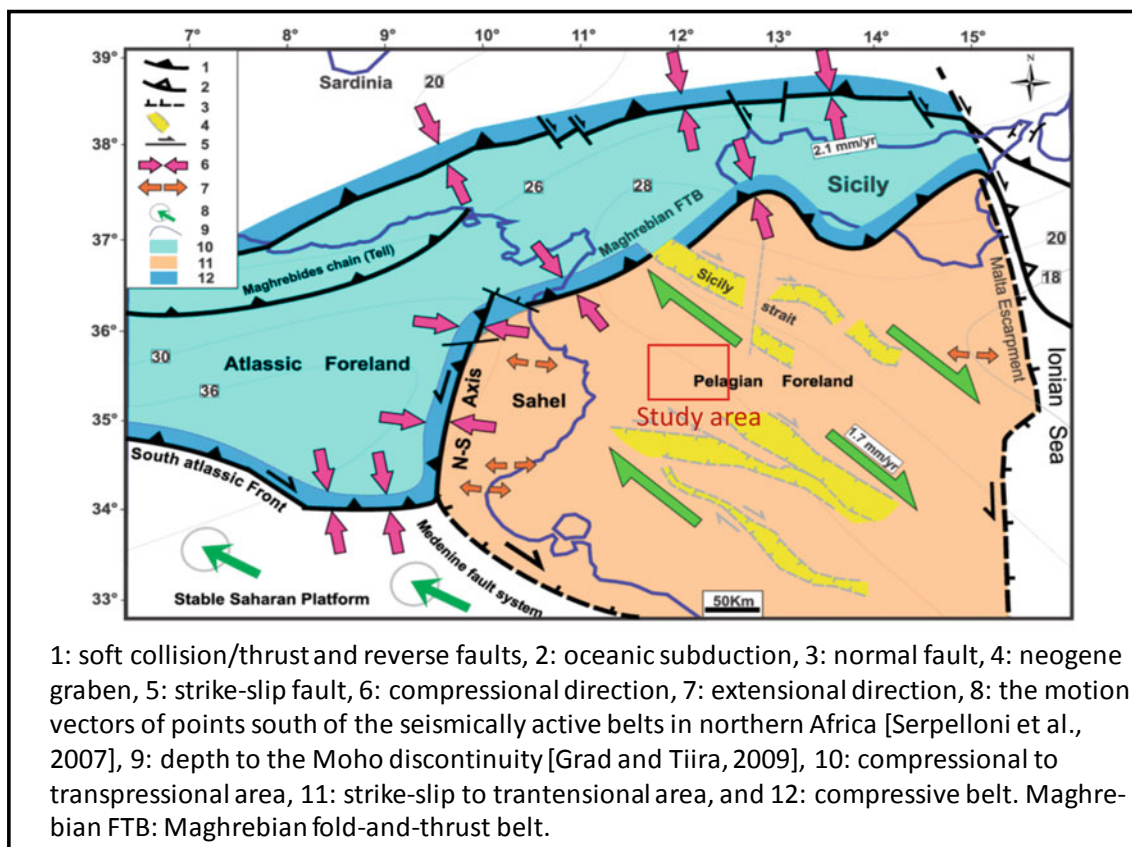 7° 8° 9° 10° 11° 12° 13° 14° 15°
39°
38°
37°
36°
35°
34°
33°
1
2
3
4
5
6
7
8
9
10
11
12
Sardinia
20
2.1 mm/yr
Sicily
26
28
Maghrebian FTB
Maghrebides chain (Tell)
Sicily
strait
20
18
Malta Escarpment
Ionian Sea
30
36
Atlassic Foreland
N-S Axis
Sahel
Pelagian Foreland
Study area
1.7 mm/yr
South atlassic Front
Medenine fault system
Stable Saharan Platform
50Km
1: soft collision/thrust and reverse faults, 2: oceanic subduction, 3: normal fault, 4: neogene
graben, 5: strike-slip fault, 6: compressional direction, 7: extensional direction, 8: the motion
vectors of points south of the seismically active belts in northern Africa [Serpelloni et al.,
2007], 9: depth to the Moho discontinuity [Grad and Tiira, 2009], 10: compressional to
transpressional area, 11: strike-slip to trantensional area, and 12: compressive belt. Maghre-
bian FTB: Maghrebian fold-and-thrust belt.